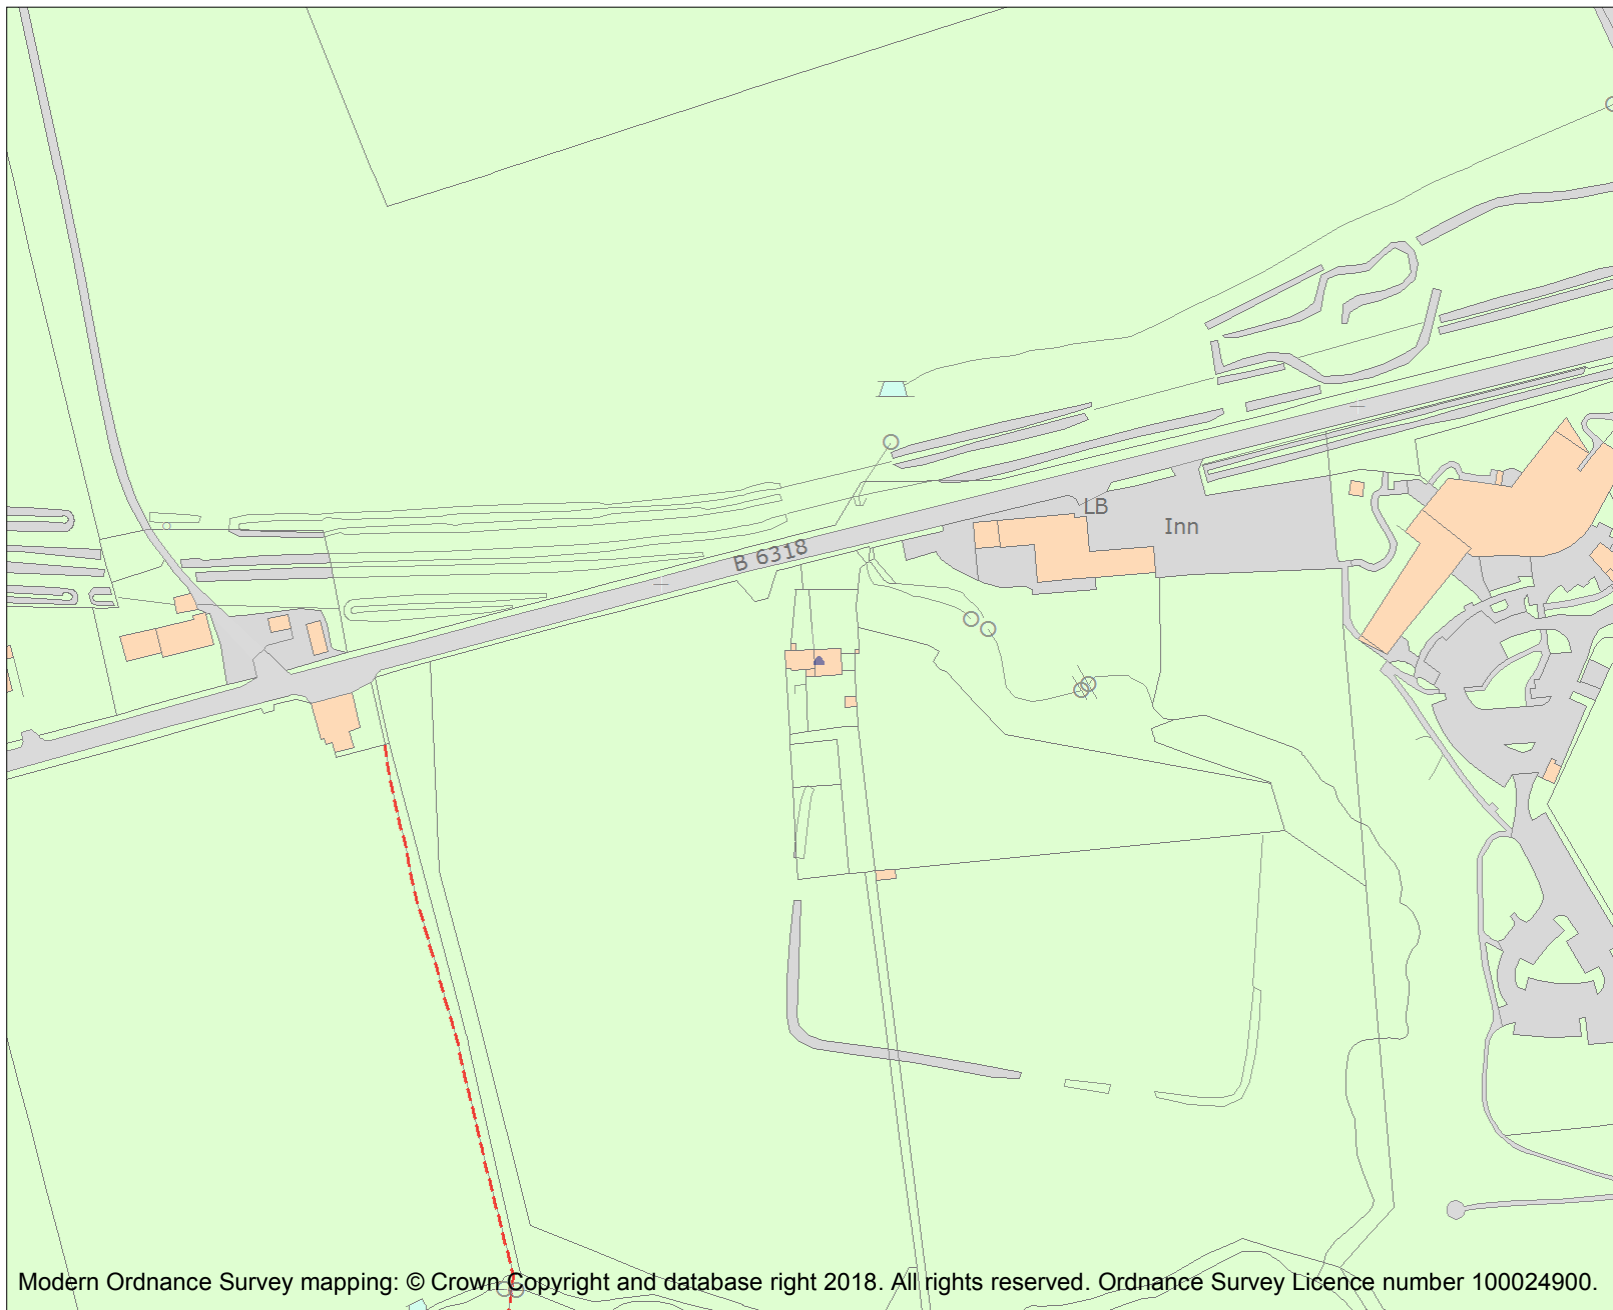 LB
Inn
B 6318
Modern Ordnance Survey mapping: © Crown Copyright and database right 2018. All rights reserved. Ordnance Survey Licence number 100024900.